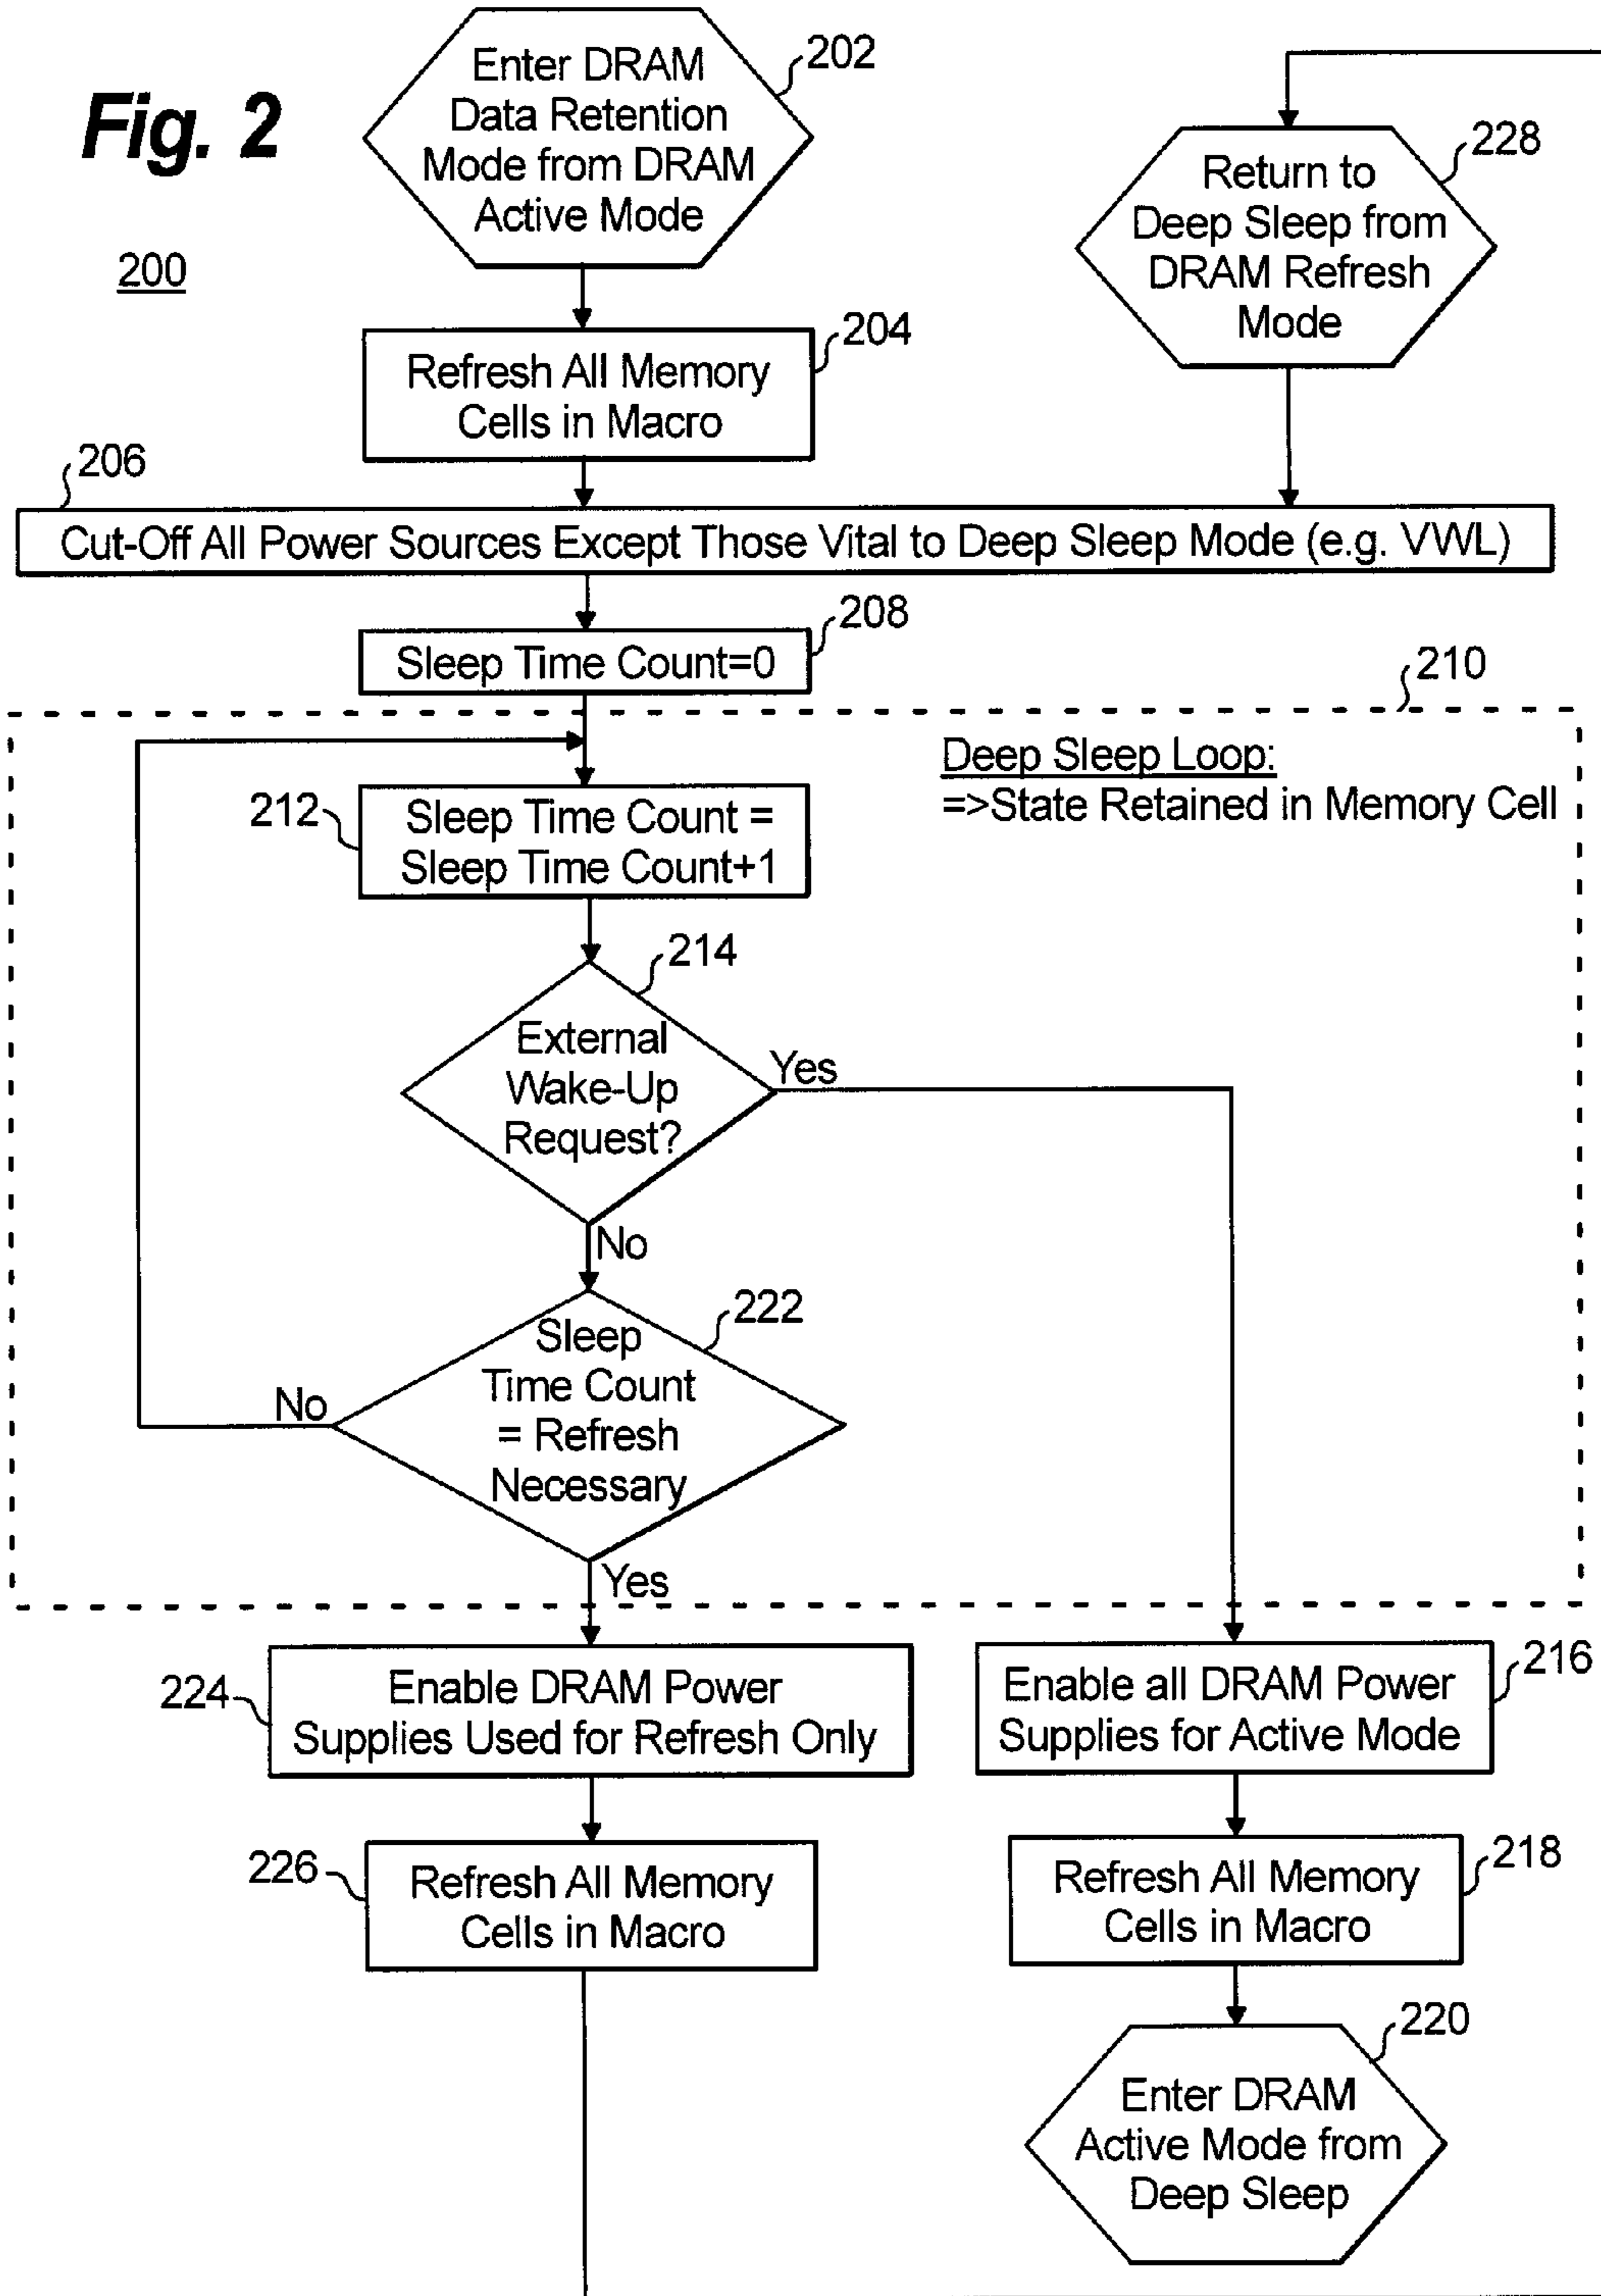 Fig. 2
200
Enter DRAM
Data Retention
Mode from DRAM
Active Mode
202
Return to
Deep Sleep from
DRAM Refresh
Mode
228
Refresh All Memory
Cells in Macro
204
206
Cut-Off All Power Sources Except Those Vital to Deep Sleep Mode (e.g. VWL)
208
Sleep Time Count=0
210
Deep Sleep Loop:
=>State Retained in Memory Cell
212
Sleep Time Count =
Sleep Time Count+1
214
External
Wake-Up
Request?
Yes
No
222
Sleep
Time Count
= Refresh
Necessary
No
Yes
224
Enable DRAM Power
Supplies Used for Refresh Only
216
Enable all DRAM Power
Supplies for Active Mode
226
Refresh All Memory
Cells in Macro
218
Refresh All Memory
Cells in Macro
220
Enter DRAM
Active Mode from
Deep Sleep